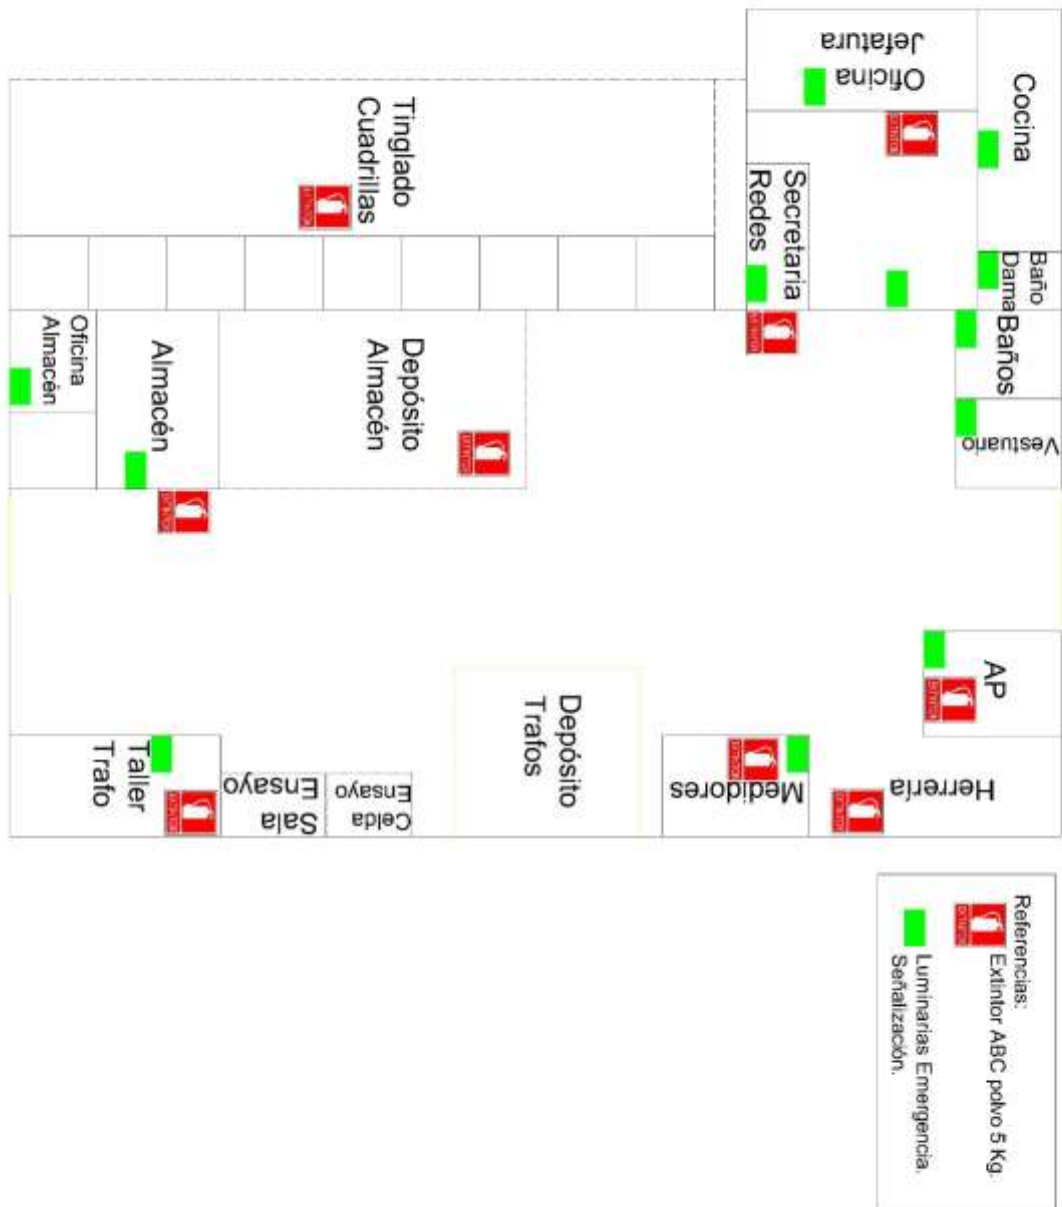 Oficina
Jefatura
Cocina
Tinglado
Cuadrillas
Secretaria
Redes
Baño
Dama
Baños
Vestuario
Oficina
Almacén
Almacén
Depósito
Almacén
AP
Depósito
Trafos
Taller
Trafo
Sala
Ensayo
Celda
Ensayo
Medidores
Herrería
Referencias:
Extintor ABC polvo 5 Kg.
Luminarias Emergencia.
Señalización.